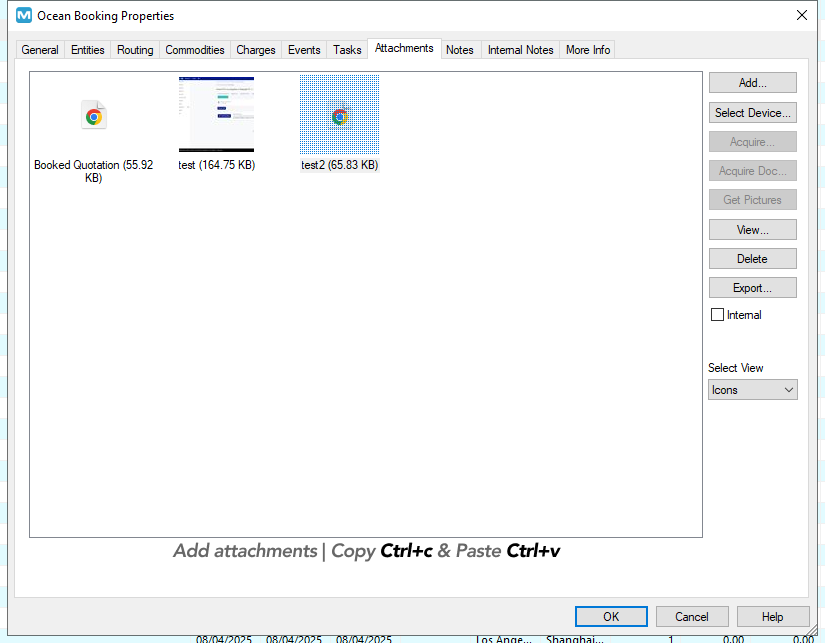 Ocean Booking Properties
General Entities Routing Commodities Charges Events Tasks Attachments Notes Internal Notes More Info
Add...
Select Device...
Acquire...
Acquire Doc...
Get Pictures
View...
Delete
Export...
Internal
Select View
Icons
Booked Quotation (55.92
KB)
test (164.75 KB)
test2 (65.83 KB)
Add attachments | Copy Ctrl+c & Paste Ctrl+v
OK Cancel Help
08/04/2025 08/04/2025 08/04/2025 Los Ange... Shanghai... 1 0.00 0.00